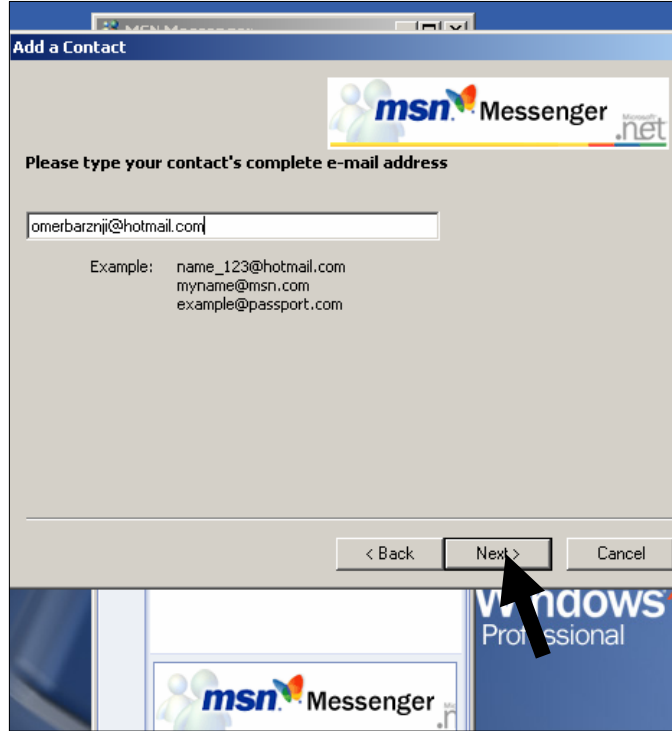 MSN Messenger
Add a Contact
msn Messenger
Microsoft
.net
Please type your contact's complete e-mail address
omerbarznji@hotmail.com
Example: name_123@hotmail.com
myname@msn.com
example@passport.com
< Back Next > Cancel
Windows
Professional
msn Messenger